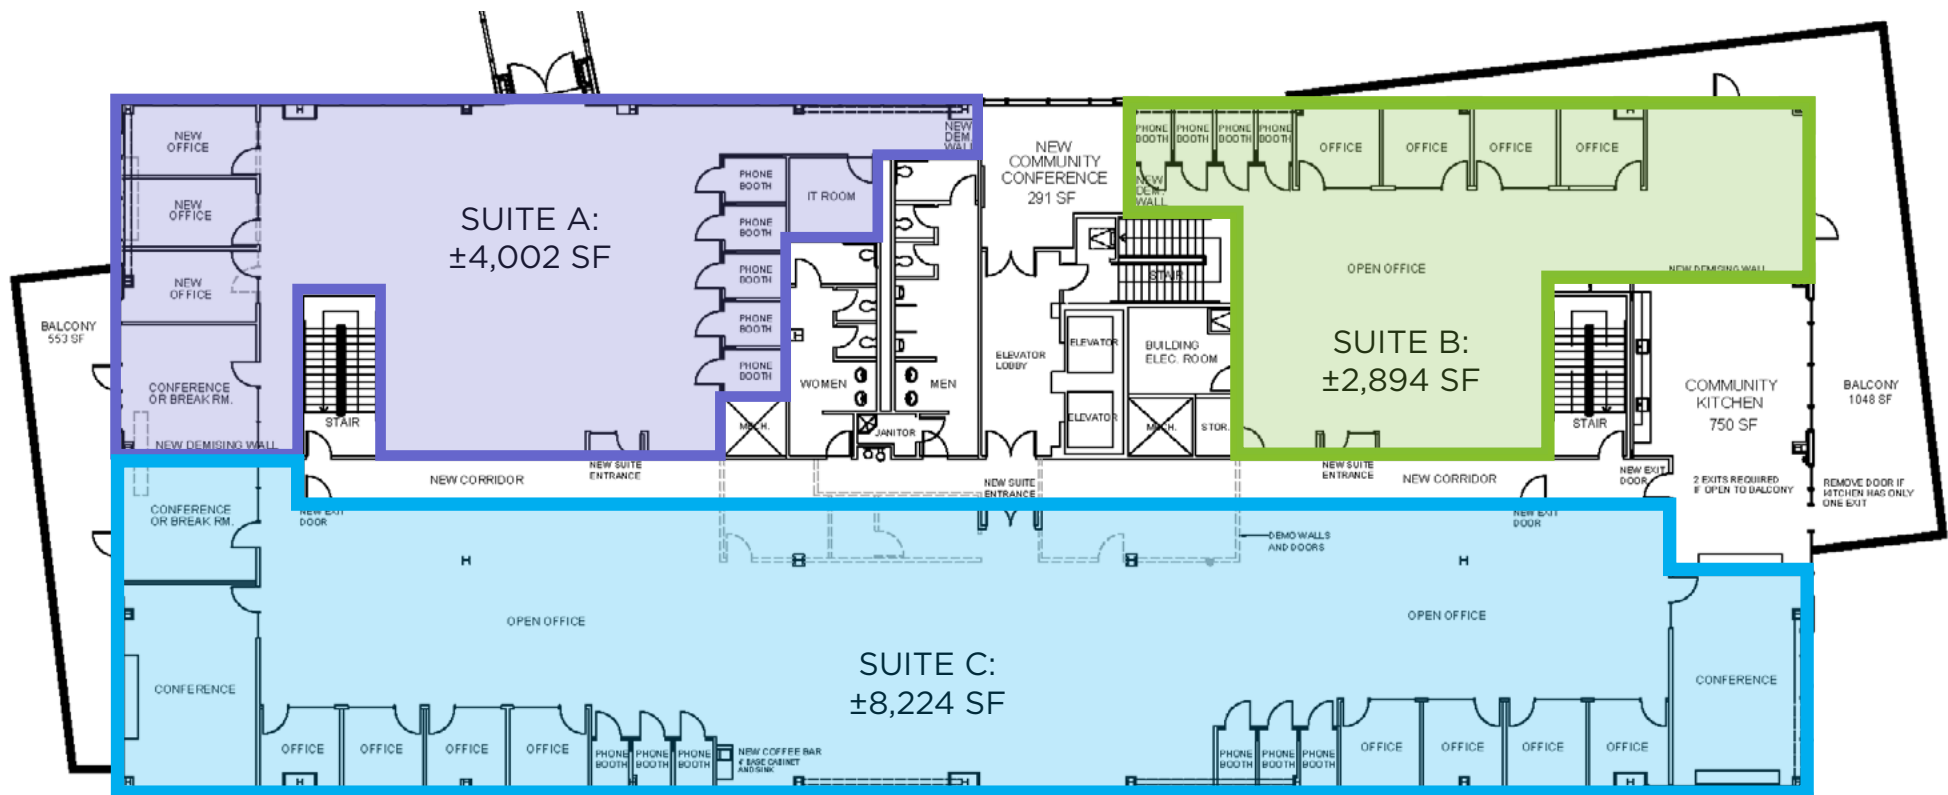 NEW
OFFICE
NEW
OFFICE
NEW
OFFICE
CONFERENCE
OR BREAK RM.
NEW DEMISING WALL
SUITE A:
±4,002 SF
PHONE
BOOTH
PHONE
BOOTH
PHONE
BOOTH
PHONE
BOOTH
PHONE
BOOTH
IT ROOM
NEW
DEM.
WALL
STAIR
BALCONY
553 SF
WOMEN
MEN
MECH.
JANITOR
NEW
COMMUNITY
CONFERENCE
291 SF
ELEVATOR
LOBBY
ELEVATOR
ELEVATOR
STAIR
BUILDING
ELEC. ROOM
MECH.
STOR.
PHONE
BOOTH
PHONE
BOOTH
PHONE
BOOTH
PHONE
BOOTH
NEW
DEM.
WALL
OFFICE
OFFICE
OFFICE
OFFICE
OPEN OFFICE
NEW DEMISING WALL
SUITE B:
±2,894 SF
STAIR
COMMUNITY
KITCHEN
750 SF
BALCONY
1048 SF
2 EXITS REQUIRED
IF OPEN TO BALCONY
REMOVE DOOR IF
KITCHEN HAS ONLY
ONE EXIT
NEW EXIT
DOOR
NEW CORRIDOR
NEW SUITE
ENTRANCE
NEW SUITE
ENTRANCE
NEW SUITE
ENTRANCE
NEW CORRIDOR
NEW EXIT
DOOR
NEW EXIT
DOOR
CONFERENCE
OR BREAK RM.
DEMO WALLS
AND DOORS
OPEN OFFICE
OPEN OFFICE
SUITE C:
±8,224 SF
CONFERENCE
CONFERENCE
OFFICE
OFFICE
OFFICE
OFFICE
PHONE
BOOTH
PHONE
BOOTH
PHONE
BOOTH
NEW COFFEE BAR
4' BASE CABINET
AND SINK
PHONE
BOOTH
PHONE
BOOTH
PHONE
BOOTH
OFFICE
OFFICE
OFFICE
OFFICE